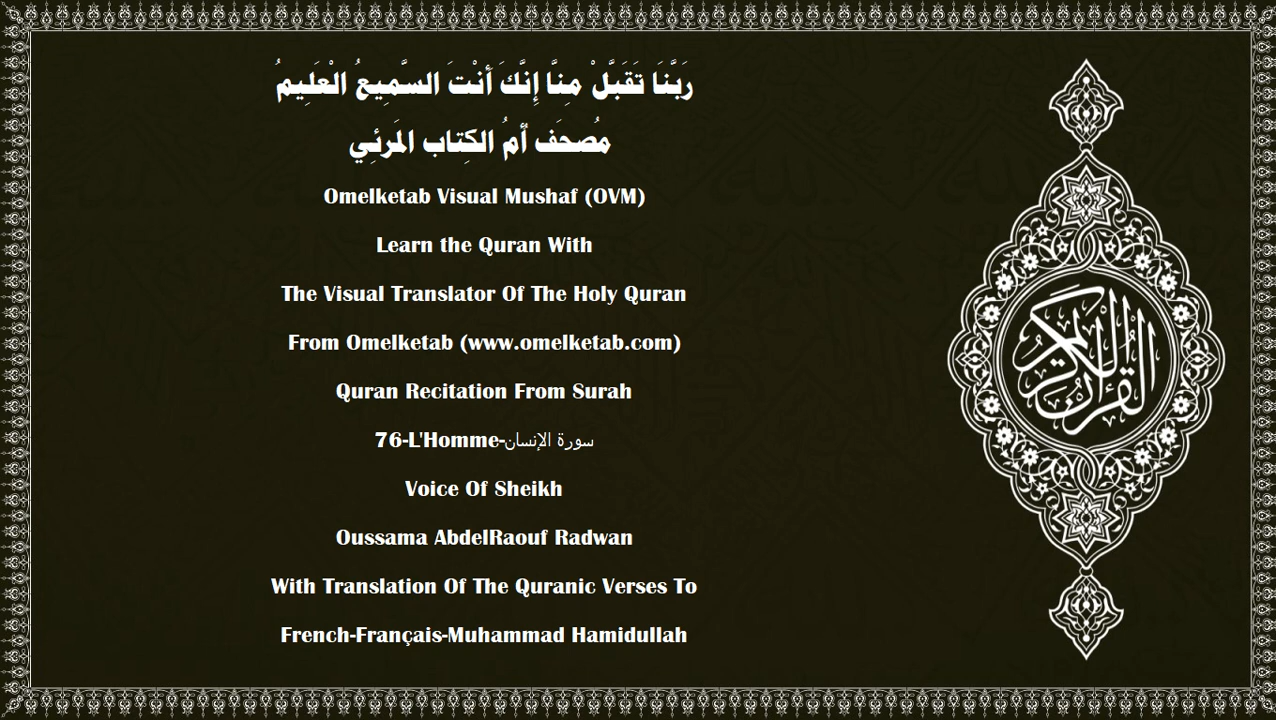 رَبَّنَا تَقَبَّلْ مِنَّا إِنَّكَ أَنْتَ السَّمِيعُ الْعَلِيمُ
مُصحَف أمُ الكِتاب المَرئِي
Omelketab Visual Mushaf (OVM)
Learn the Quran With
The Visual Translator Of The Holy Quran
From Omelketab (www.omelketab.com)
Quran Recitation From Surah
76-L'Homme-سورة الإنسان
Voice Of Sheikh
Oussama AbdelRaouf Radwan
With Translation Of The Quranic Verses To
French-Français-Muhammad Hamidullah
القرآن الكريم